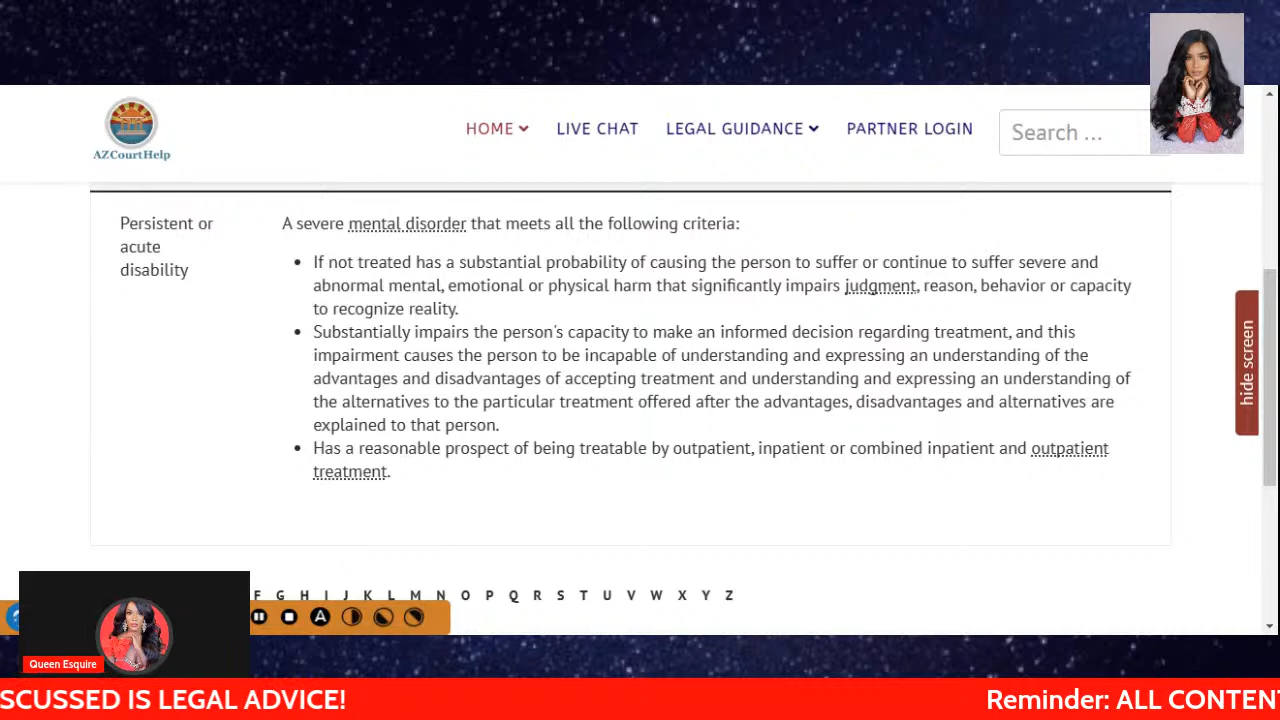 AZCourtHelp
HOME
LIVE CHAT
LEGAL GUIDANCE
PARTNER LOGIN
Search ...
Persistent or
acute
disability
A severe mental disorder that meets all the following criteria:
• If not treated has a substantial probability of causing the person to suffer or continue to suffer severe and
abnormal mental, emotional or physical harm that significantly impairs judgment, reason, behavior or capacity
to recognize reality.
• Substantially impairs the person's capacity to make an informed decision regarding treatment, and this
impairment causes the person to be incapable of understanding and expressing an understanding of the
advantages and disadvantages of accepting treatment and understanding and expressing an understanding of
the alternatives to the particular treatment offered after the advantages, disadvantages and alternatives are
explained to that person.
• Has a reasonable prospect of being treatable by outpatient, inpatient or combined inpatient and outpatient
treatment.
hide screen
F G H I J K L M N O P Q R S T U V W X Y Z
A
Queen Esquire
SCUSSED IS LEGAL ADVICE!
Reminder: ALL CONTENT